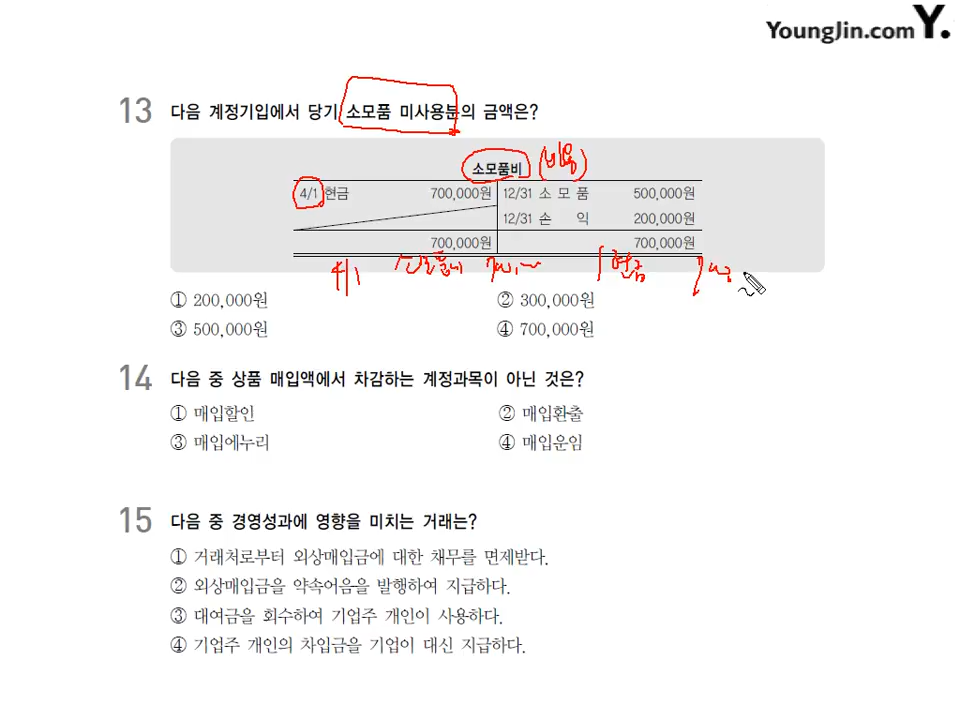 YoungJin.com Y.
13 다음 계정기입에서 당기 소모품 미사용분의 금액은?
소모품비 (비용)
4/1 현금 700,000원 12/31 소 모 품 500,000원
12/31 손 익 200,000원
700,000원 700,000원
4/1 소모품비 현금
① 200,000원 ② 300,000원
③ 500,000원 ④ 700,000원
14 다음 중 상품 매입액에서 차감하는 계정과목이 아닌 것은?
① 매입할인 ② 매입환출
③ 매입에누리 ④ 매입운임
15 다음 중 경영성과에 영향을 미치는 거래는?
① 거래처로부터 외상매입금에 대한 채무를 면제받다.
② 외상매입금을 약속어음을 발행하여 지급하다.
③ 대여금을 회수하여 기업주 개인이 사용하다.
④ 기업주 개인의 차입금을 기업이 대신 지급하다.